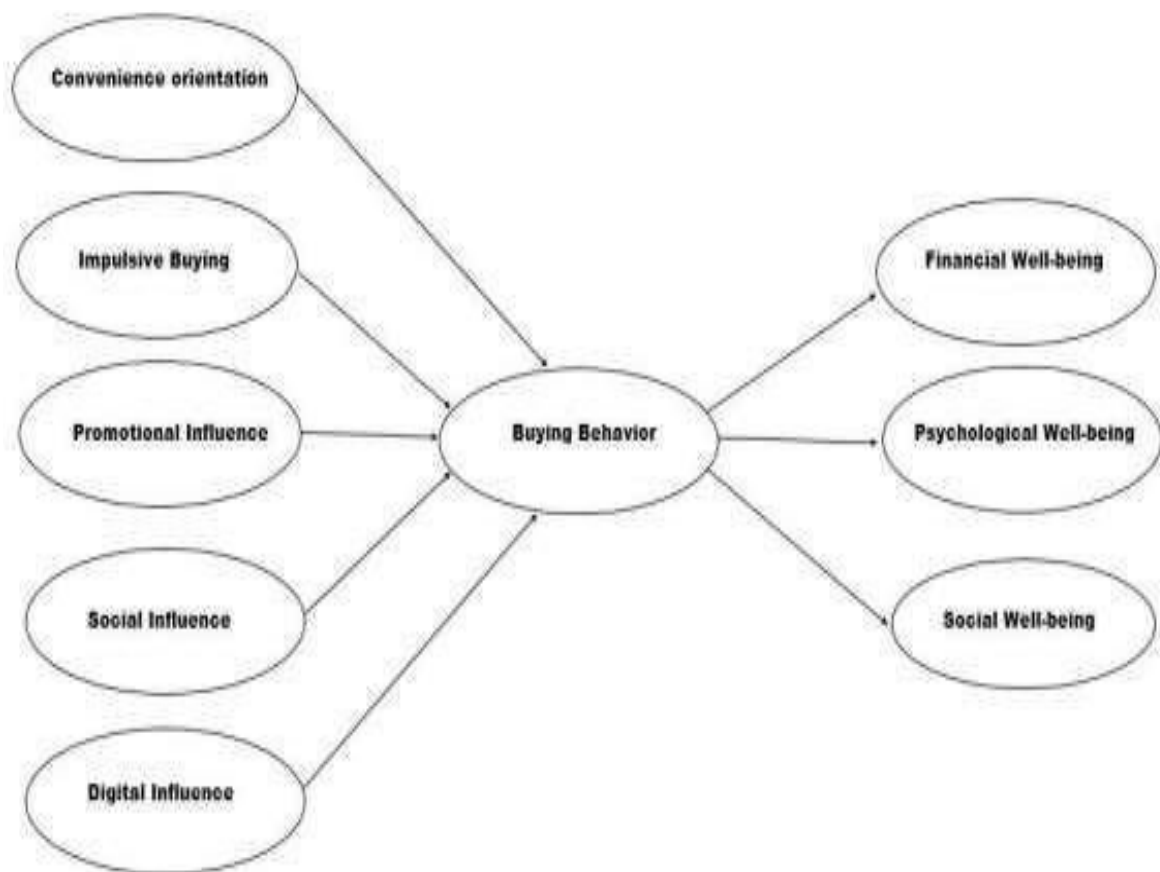 Convenience orientation
Impulsive Buying
Promotional Influence
Social Influence
Digital Influence
Buying Behavior
Financial Well-being
Psychological Well-being
Social Well-being